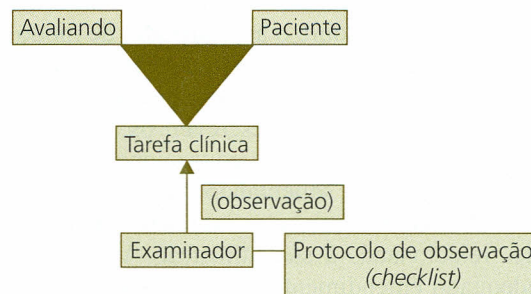 Avaliando
Paciente
Tarefa clínica
(observação)
Examinador
Protocolo de observação
(checklist)